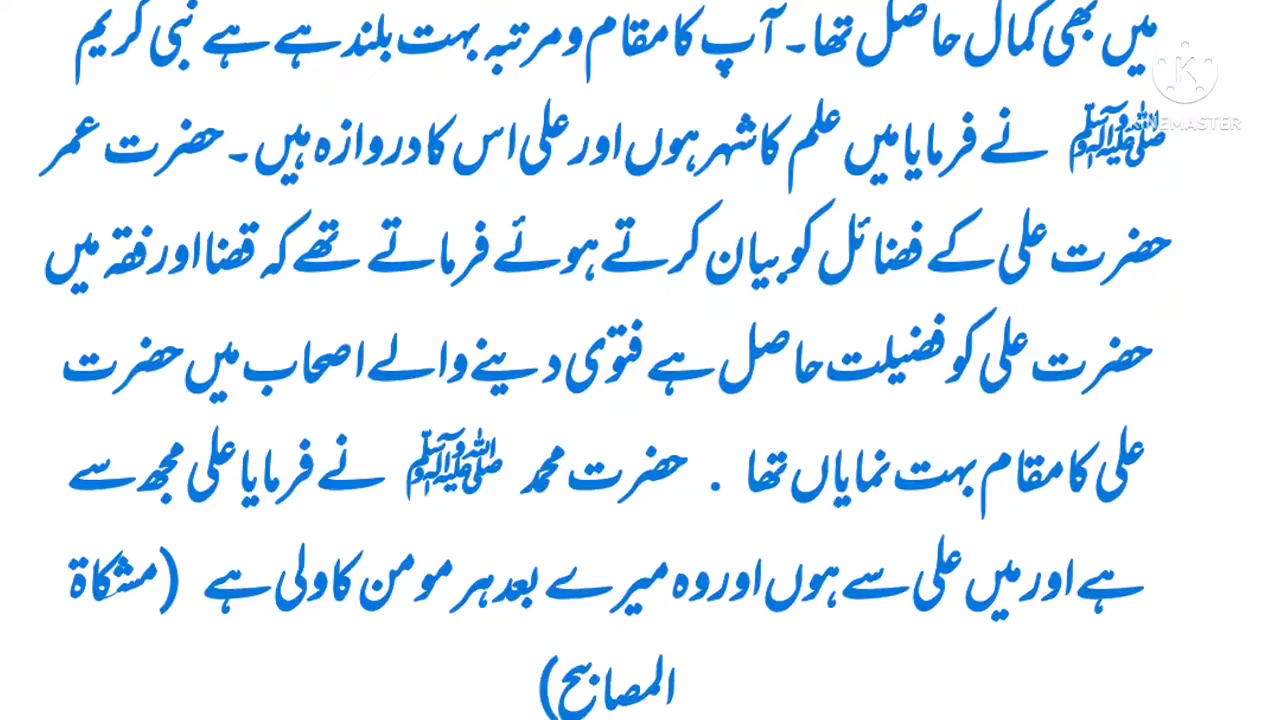 میں بھی کمال حاصل تھا۔ آپ کا مقام و مرتبہ بہت بلند ہے ہے نبی کریم
ﷺ نے فرمایا میں علم کا شہر ہوں اور علی اس کا دروازہ ہیں۔ حضرت عمر
حضرت علی کے فضائل کو بیان کرتے ہوئے فرماتے تھے کہ قضا اور فقہ میں
حضرت علی کو فضیلت حاصل ہے فتویٰ دینے والے اصحاب میں حضرت
علی کا مقام بہت نمایاں تھا . حضرت محمد ﷺ نے فرمایا علی مجھ سے
ہے اور میں علی سے ہوں اور وہ میرے بعد ہر مومن کا ولی ہے (مشکاۃ
المصابیح)
KINEMASTER